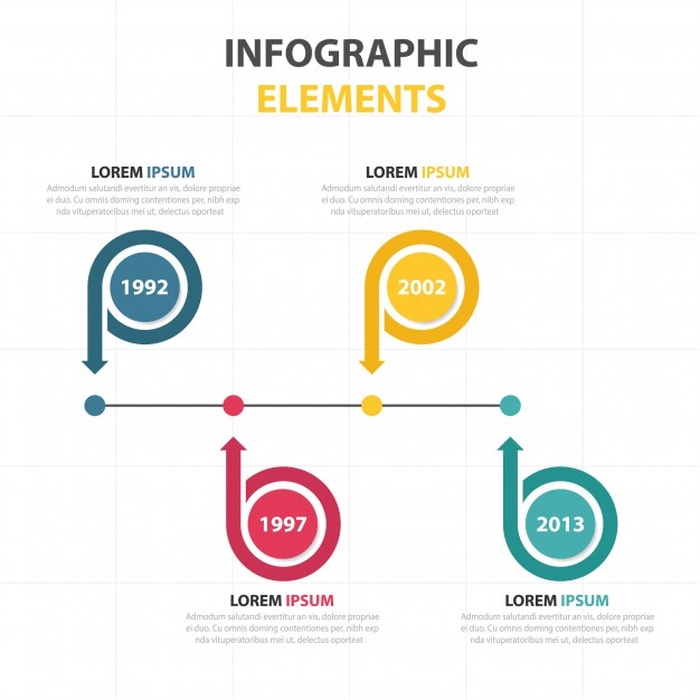 INFOGRAPHIC
ELEMENTS
LOREM IPSUM
Admodum salutandi evertitur an vis, dolore propriae
ei duo. Cu omnis doming contentiones per, nibh exp
nda vituperatoribus mei ut, delectus oporteat
LOREM IPSUM
Admodum salutandi evertitur an vis, dolore propriae
ei duo. Cu omnis doming contentiones per, nibh exp
nda vituperatoribus mei ut, delectus oporteat
1992
2002
1997
2013
LOREM IPSUM
Admodum salutandi evertitur an vis, dolore propriae
ei duo. Cu omnis doming contentiones per, nibh exp
nda vituperatoribus mei ut, delectus oporteat
LOREM IPSUM
Admodum salutandi evertitur an vis, dolore propriae
ei duo. Cu omnis doming contentiones per, nibh exp
nda vituperatoribus mei ut, delectus oporteat